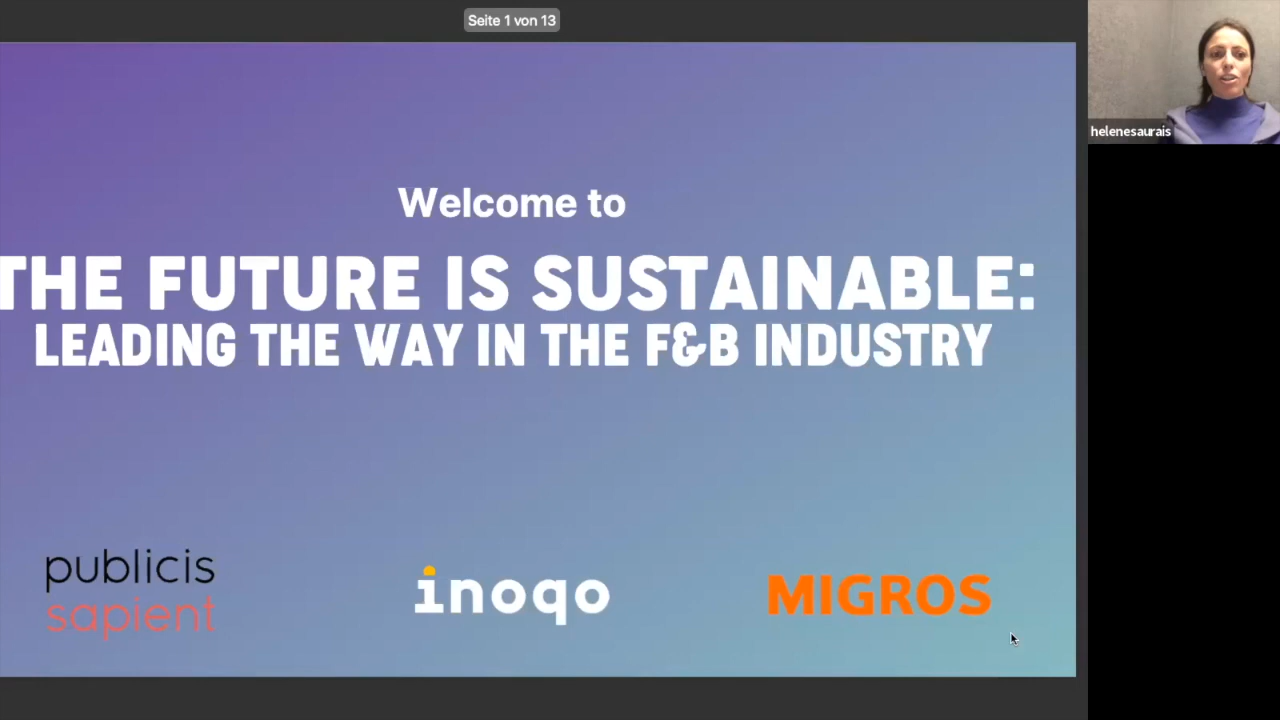 Seite 1 von 13
helenesaurais
Welcome to
THE FUTURE IS SUSTAINABLE:
LEADING THE WAY IN THE F&B INDUSTRY
publicis
sapient
inoqo
MIGROS